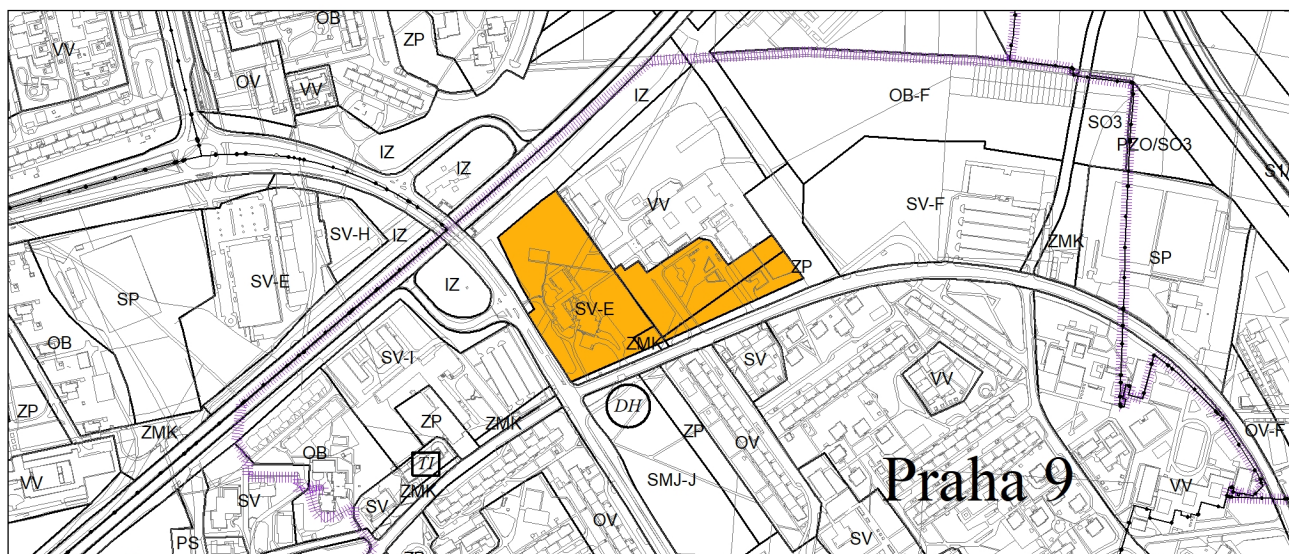 OB
ZP
VV
OV
VV
IZ
OB-F
SO3
IZ
IZ
PZO/SO3
S1
VV
SV-F
SV-H
IZ
ZMK
SP
SV-E
ZP
SP
IZ
SV-E
OB
ZMK
SV
SV-I
VV
DH
ZP
ZP
ZMK
ZP
OV
OV-F
ZMK
OB
TI
SMJ-J
Praha 9
VV
ZMK
VV
SV
SV
OV
SV
PS
ZP